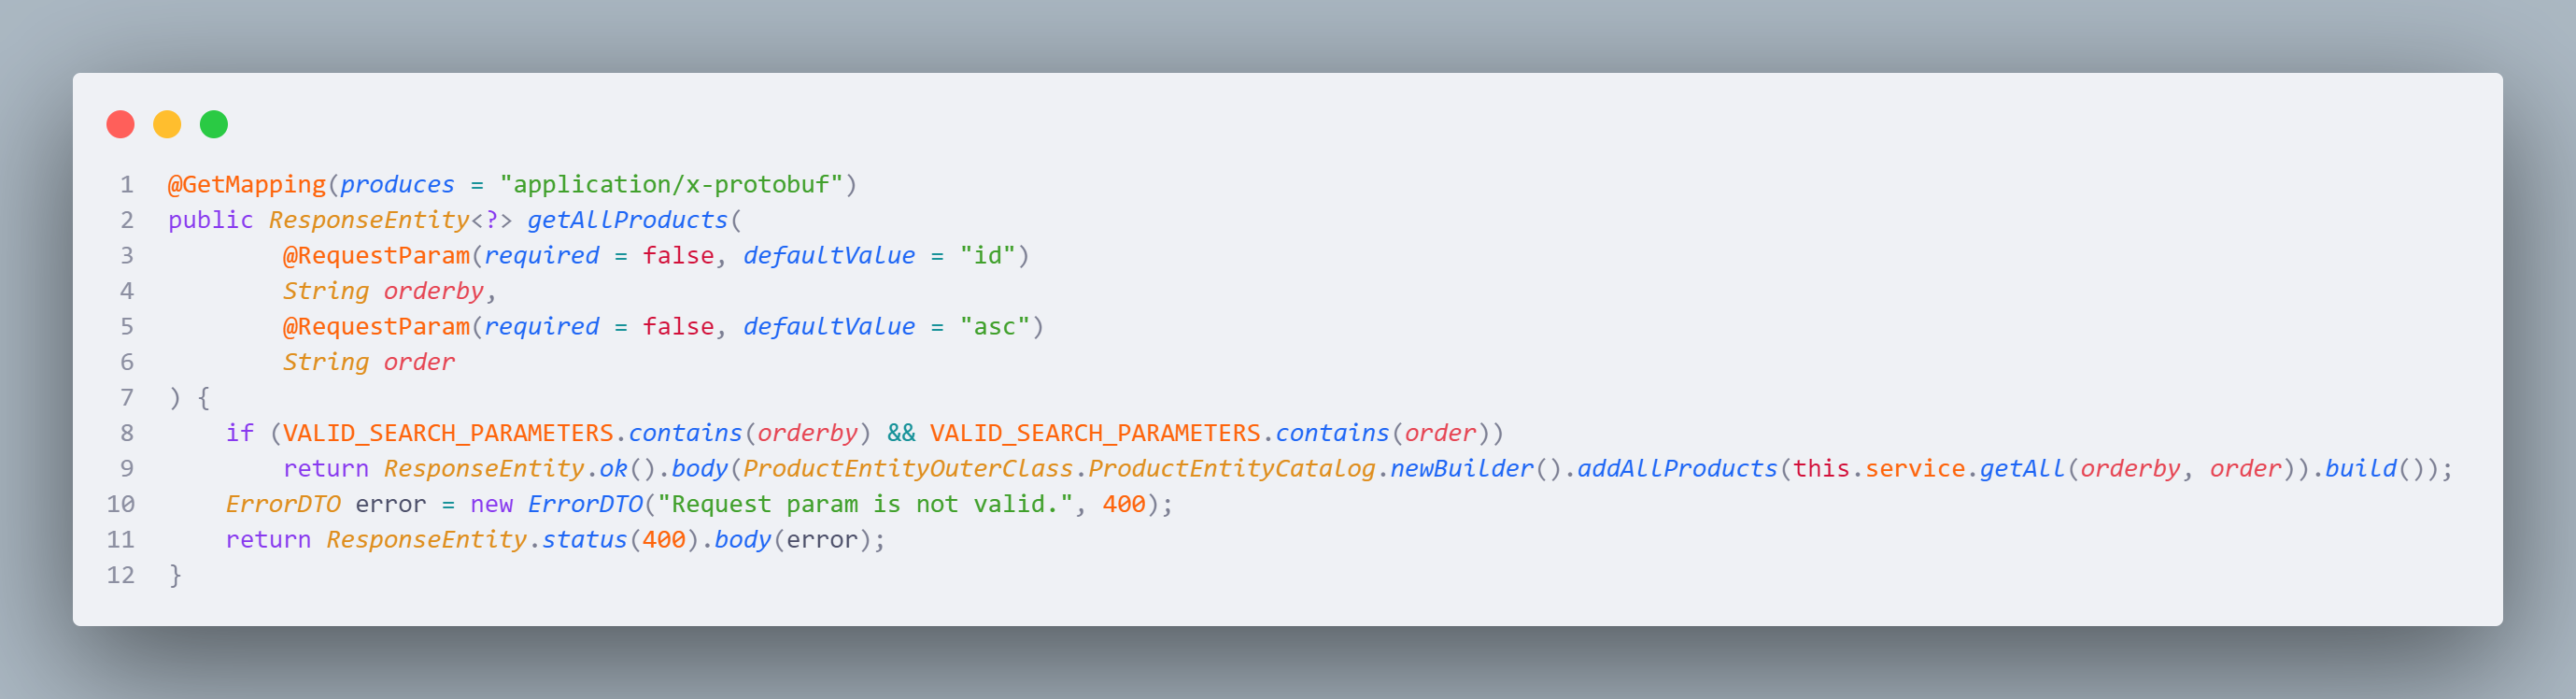 1 @GetMapping(produces = "application/x-protobuf")
2 public ResponseEntity<?> getAllProducts(
3         @RequestParam(required = false, defaultValue = "id")
4         String orderby,
5         @RequestParam(required = false, defaultValue = "asc")
6         String order
7 ) {
8     if (VALID_SEARCH_PARAMETERS.contains(orderby) && VALID_SEARCH_PARAMETERS.contains(order))
9         return ResponseEntity.ok().body(ProductEntityOuterClass.ProductEntityCatalog.newBuilder().addAllProducts(this.service.getAll(orderby, order)).build());
10     ErrorDTO error = new ErrorDTO("Request param is not valid.", 400);
11     return ResponseEntity.status(400).body(error);
12 }